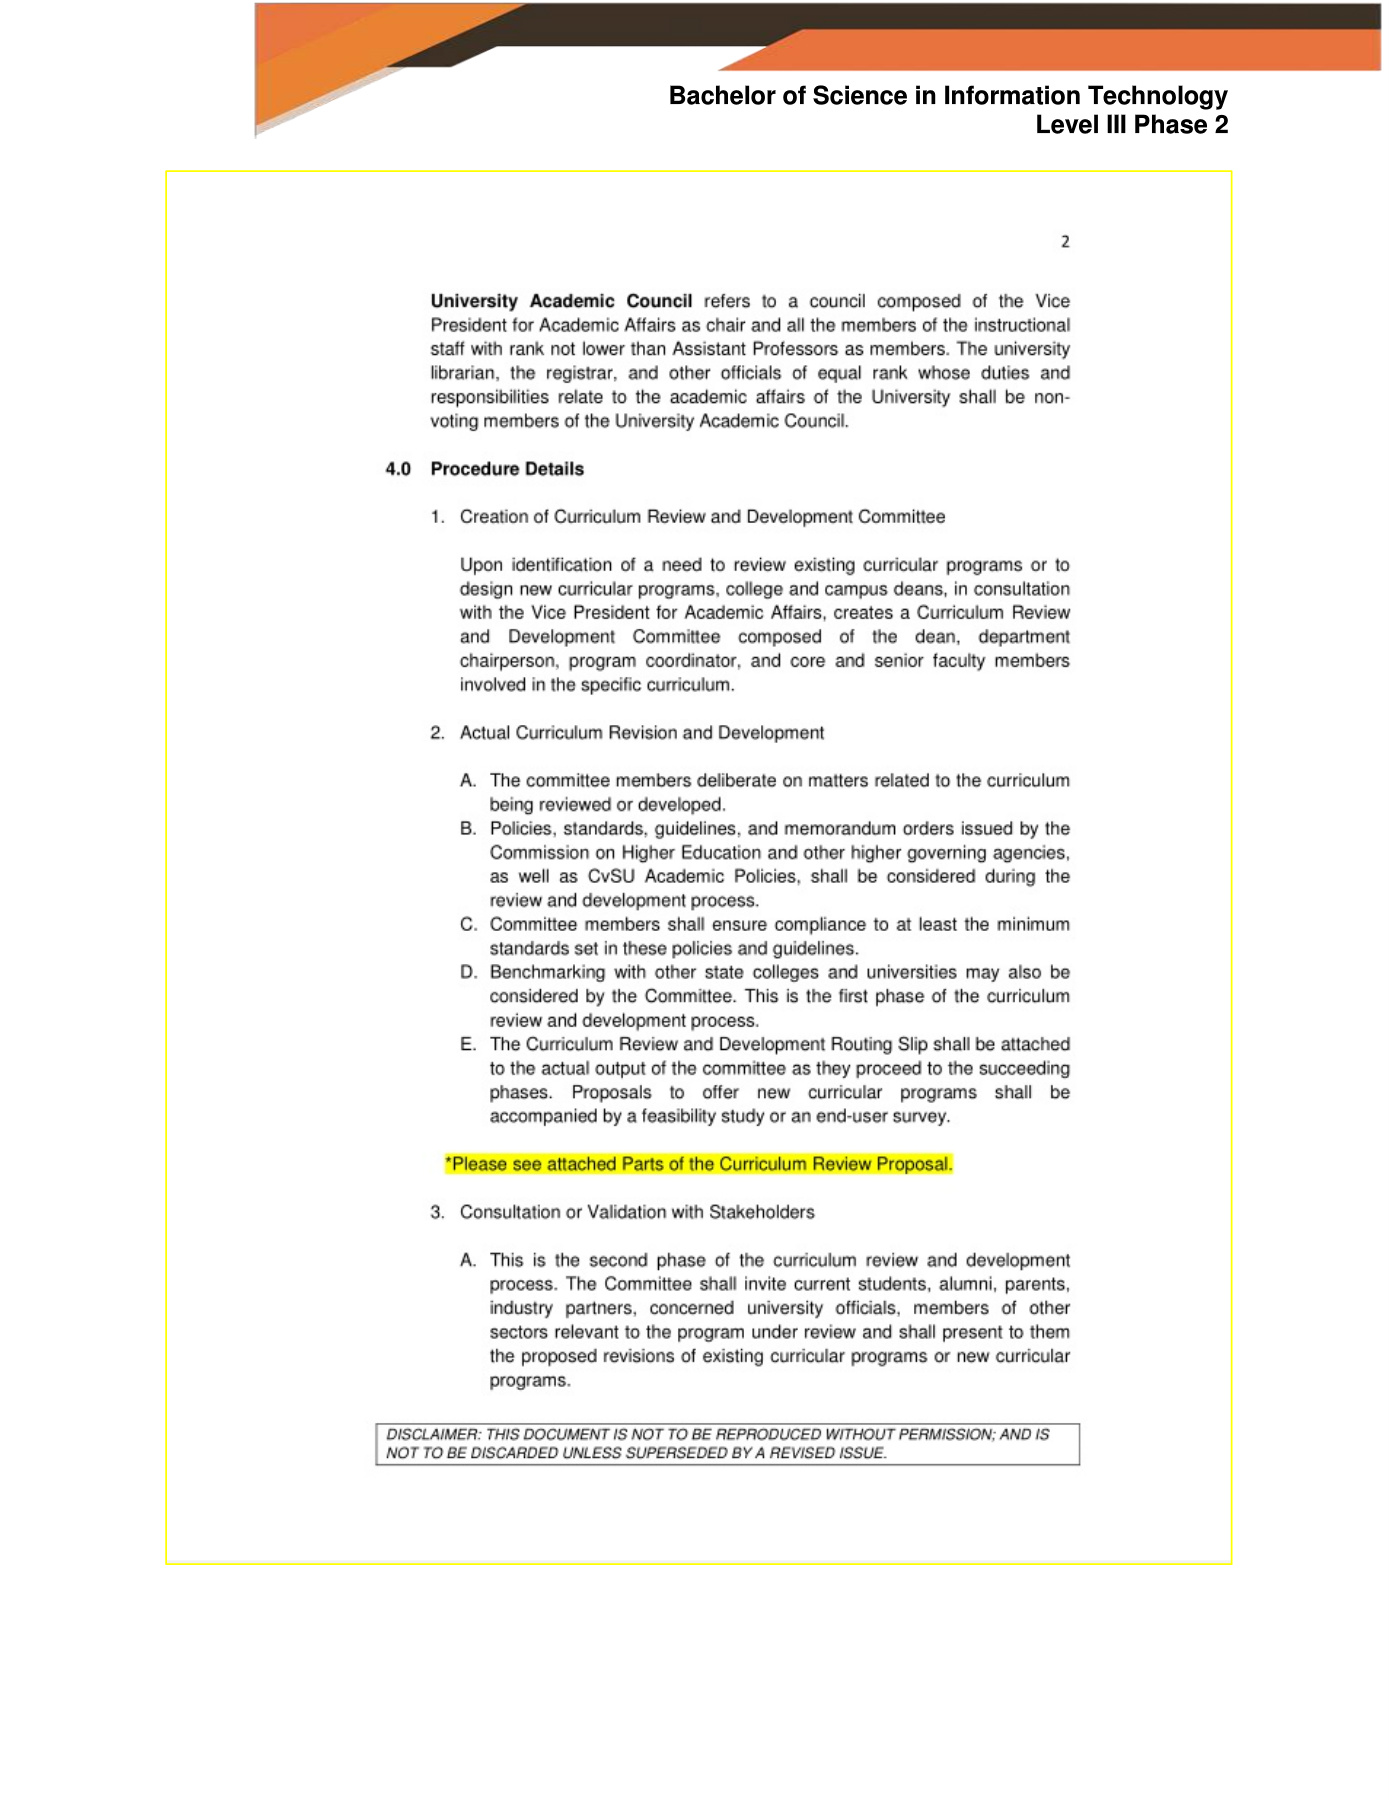 Bachelor of Science in Information Technology
Level III Phase 2
2
University Academic Council refers to a council composed of the Vice
President for Academic Affairs as chair and all the members of the instructional
staff with rank not lower than Assistant Professors as members. The university
librarian, the registrar, and other officials of equal rank whose duties and
responsibilities relate to the academic affairs of the University shall be non-
voting members of the University Academic Council.
4.0 Procedure Details
1. Creation of Curriculum Review and Development Committee
Upon identification of a need to review existing curricular programs or to
design new curricular programs, college and campus deans, in consultation
with the Vice President for Academic Affairs, creates a Curriculum Review
and Development Committee composed of the dean, department
chairperson, program coordinator, and core and senior faculty members
involved in the specific curriculum.
2. Actual Curriculum Revision and Development
A. The committee members deliberate on matters related to the curriculum
being reviewed or developed.
B. Policies, standards, guidelines, and memorandum orders issued by the
Commission on Higher Education and other higher governing agencies,
as well as CvSU Academic Policies, shall be considered during the
review and development process.
C. Committee members shall ensure compliance to at least the minimum
standards set in these policies and guidelines.
D. Benchmarking with other state colleges and universities may also be
considered by the Committee. This is the first phase of the curriculum
review and development process.
E. The Curriculum Review and Development Routing Slip shall be attached
to the actual output of the committee as they proceed to the succeeding
phases. Proposals to offer new curricular programs shall be
accompanied by a feasibility study or an end-user survey.
*Please see attached Parts of the Curriculum Review Proposal.
3. Consultation or Validation with Stakeholders
A. This is the second phase of the curriculum review and development
process. The Committee shall invite current students, alumni, parents,
industry partners, concerned university officials, members of other
sectors relevant to the program under review and shall present to them
the proposed revisions of existing curricular programs or new curricular
programs.
DISCLAIMER: THIS DOCUMENT IS NOT TO BE REPRODUCED WITHOUT PERMISSION; AND IS
NOT TO BE DISCARDED UNLESS SUPERSEDED BY A REVISED ISSUE.